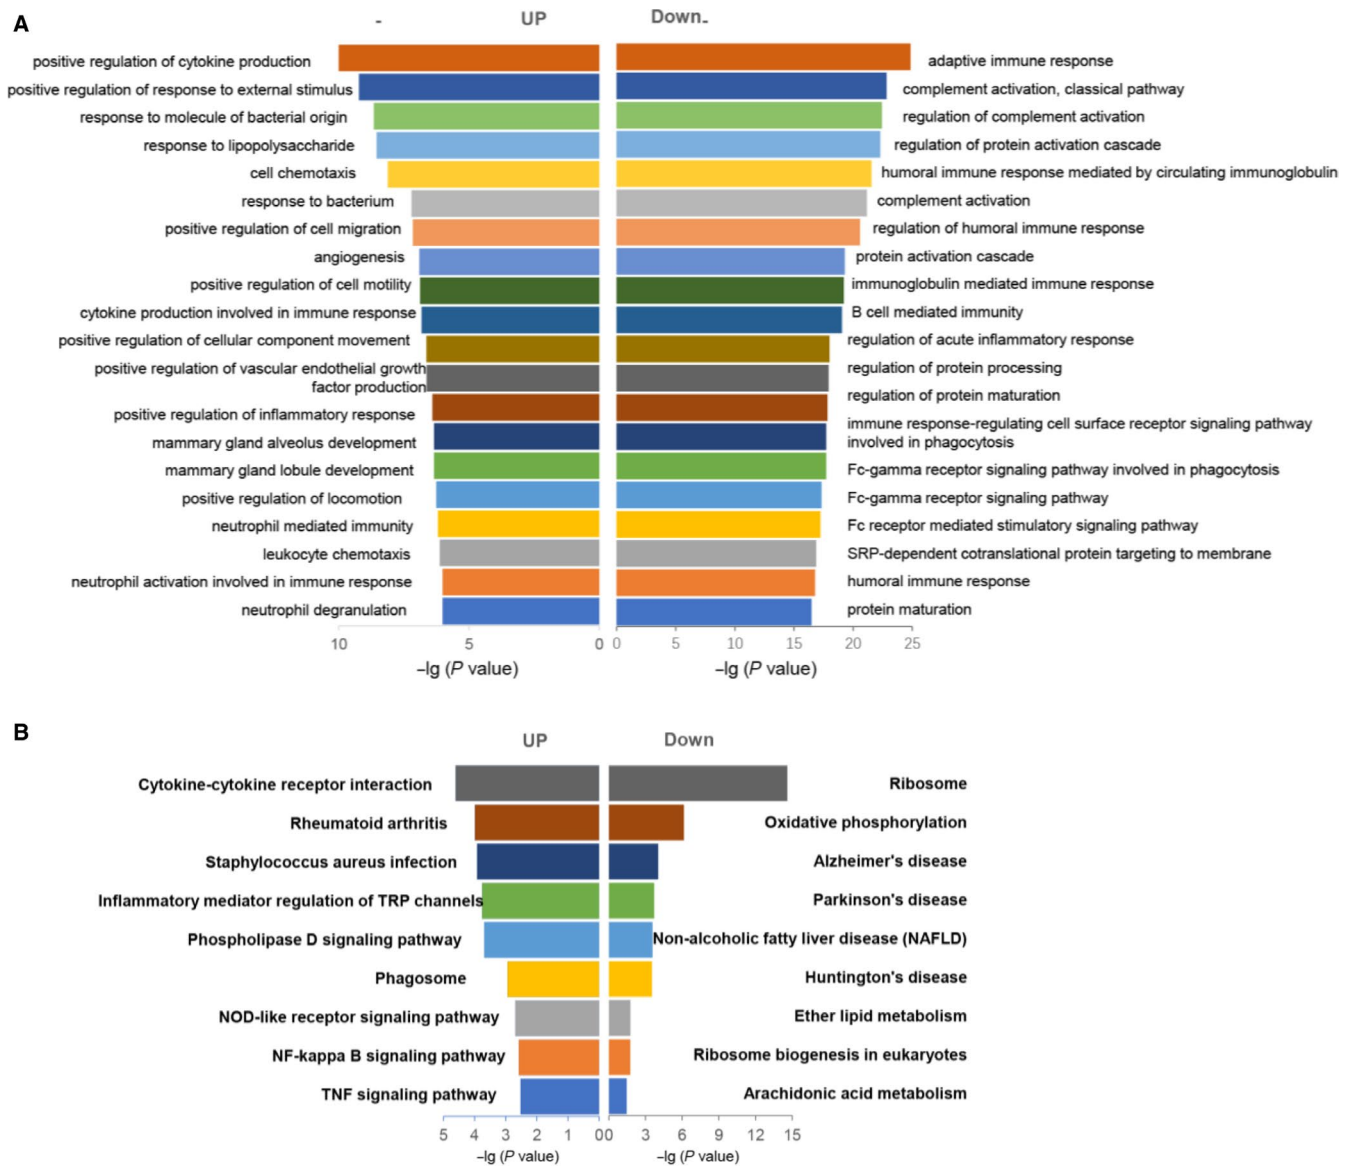 A
- UP Down-
positive regulation of cytokine production
positive regulation of response to external stimulus
response to molecule of bacterial origin
response to lipopolysaccharide
cell chemotaxis
response to bacterium
positive regulation of cell migration
angiogenesis
positive regulation of cell motility
cytokine production involved in immune response
positive regulation of cellular component movement
positive regulation of vascular endothelial growth
factor production
positive regulation of inflammatory response
mammary gland alveolus development
mammary gland lobule development
positive regulation of locomotion
neutrophil mediated immunity
leukocyte chemotaxis
neutrophil activation involved in immune response
neutrophil degranulation
10 5 0
–lg (P value)
adaptive immune response
complement activation, classical pathway
regulation of complement activation
regulation of protein activation cascade
humoral immune response mediated by circulating immunoglobulin
complement activation
regulation of humoral immune response
protein activation cascade
immunoglobulin mediated immune response
B cell mediated immunity
regulation of acute inflammatory response
regulation of protein processing
regulation of protein maturation
immune response-regulating cell surface receptor signaling pathway
involved in phagocytosis
Fc-gamma receptor signaling pathway involved in phagocytosis
Fc-gamma receptor signaling pathway
Fc receptor mediated stimulatory signaling pathway
SRP-dependent cotranslational protein targeting to membrane
humoral immune response
protein maturation
0 5 10 15 20 25
–lg (P value)
B
UP Down
Cytokine-cytokine receptor interaction
Rheumatoid arthritis
Staphylococcus aureus infection
Inflammatory mediator regulation of TRP channels
Phospholipase D signaling pathway
Phagosome
NOD-like receptor signaling pathway
NF-kappa B signaling pathway
TNF signaling pathway
5 4 3 2 1 0
–lg (P value)
Ribosome
Oxidative phosphorylation
Alzheimer's disease
Parkinson's disease
Non-alcoholic fatty liver disease (NAFLD)
Huntington's disease
Ether lipid metabolism
Ribosome biogenesis in eukaryotes
Arachidonic acid metabolism
0 3 6 9 12 15
–lg (P value)